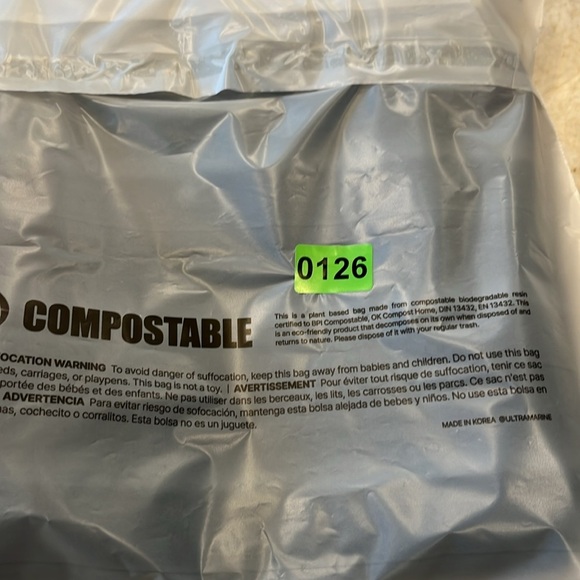 0126
COMPOSTABLE
This is a plant based bag made from compostable biodegradable resin
certified to BPI Compostable, OK Compost Home, DIN 13432, EN 13432. This
is an eco-friendly product that decomposes on its own when disposed of and
returns to nature. Please dispose of it with your regular trash.
OCATION WARNING To avoid danger of suffocation, keep this bag away from babies and children. Do not use this bag
eds, carriages, or playpens. This bag is not a toy. | AVERTISSEMENT Pour éviter tout risque de suffocation, tenir ce sac
portée des bébés et des enfants. Ne pas utiliser dans les berceaux, les lits, les carrosses ou les parcs. Ce sac n'est pas
ADVERTENCIA Para evitar riesgo de sofocación, mantenga esta bolsa alejada de bebes y niños. No use esta bolsa en
nas, cochecito o corralitos. Esta bolsa no es un juguete.
MADE IN KOREA @ULTRAMARINE